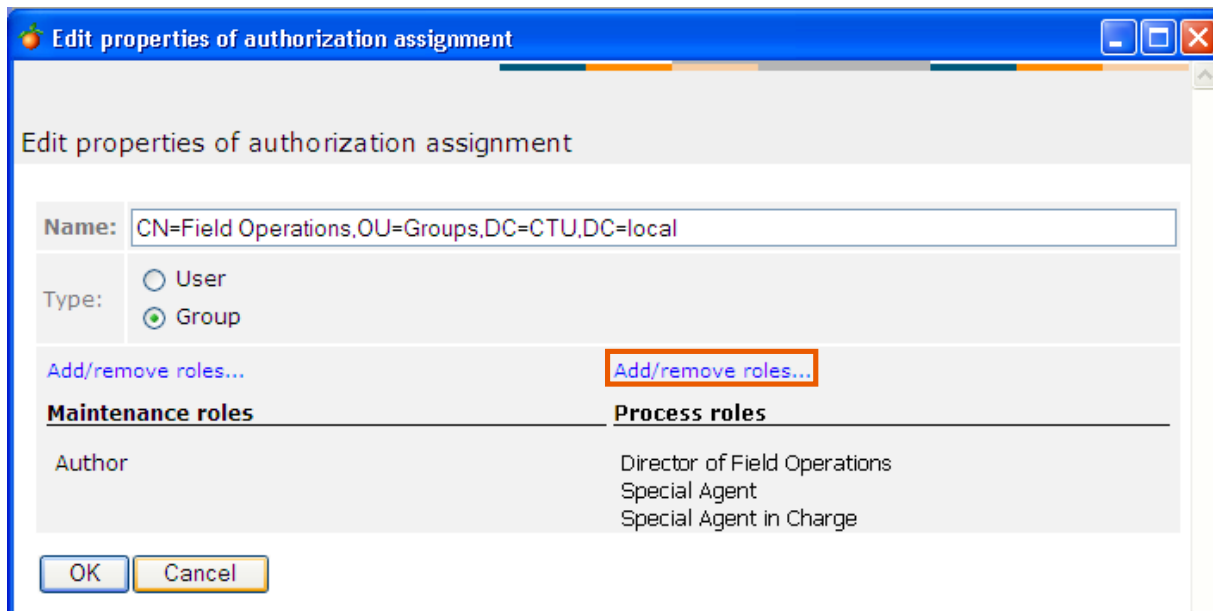 Edit properties of authorization assignment
Edit properties of authorization assignment
Name: CN=Field Operations,OU=Groups,DC=CTU,DC=local
Type:
User
Group
Add/remove roles... Add/remove roles...
Maintenance roles Process roles
Author Director of Field Operations
Special Agent
Special Agent in Charge
OK Cancel